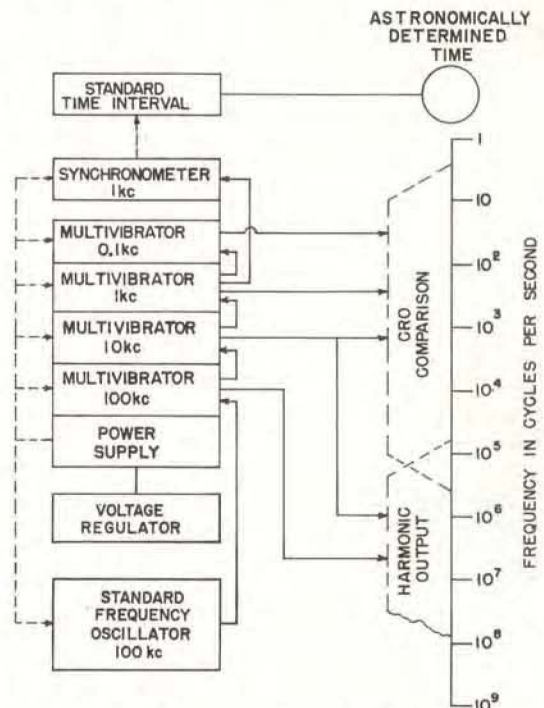 ASTRONOMICALLY
DETERMINED
TIME
STANDARD
TIME INTERVAL
SYNCHRONOMETER
1kc
MULTIVIBRATOR
0.1kc
MULTIVIBRATOR
1kc
MULTIVIBRATOR
10kc
MULTIVIBRATOR
100kc
POWER
SUPPLY
VOLTAGE
REGULATOR
STANDARD
FREQUENCY
OSCILLATOR
100 kc
CRO
COMPARISON
HARMONIC
OUTPUT
1
10
10²
10³
10⁴
10⁵
10⁶
10⁷
10⁸
10⁹
FREQUENCY IN CYCLES PER SECOND